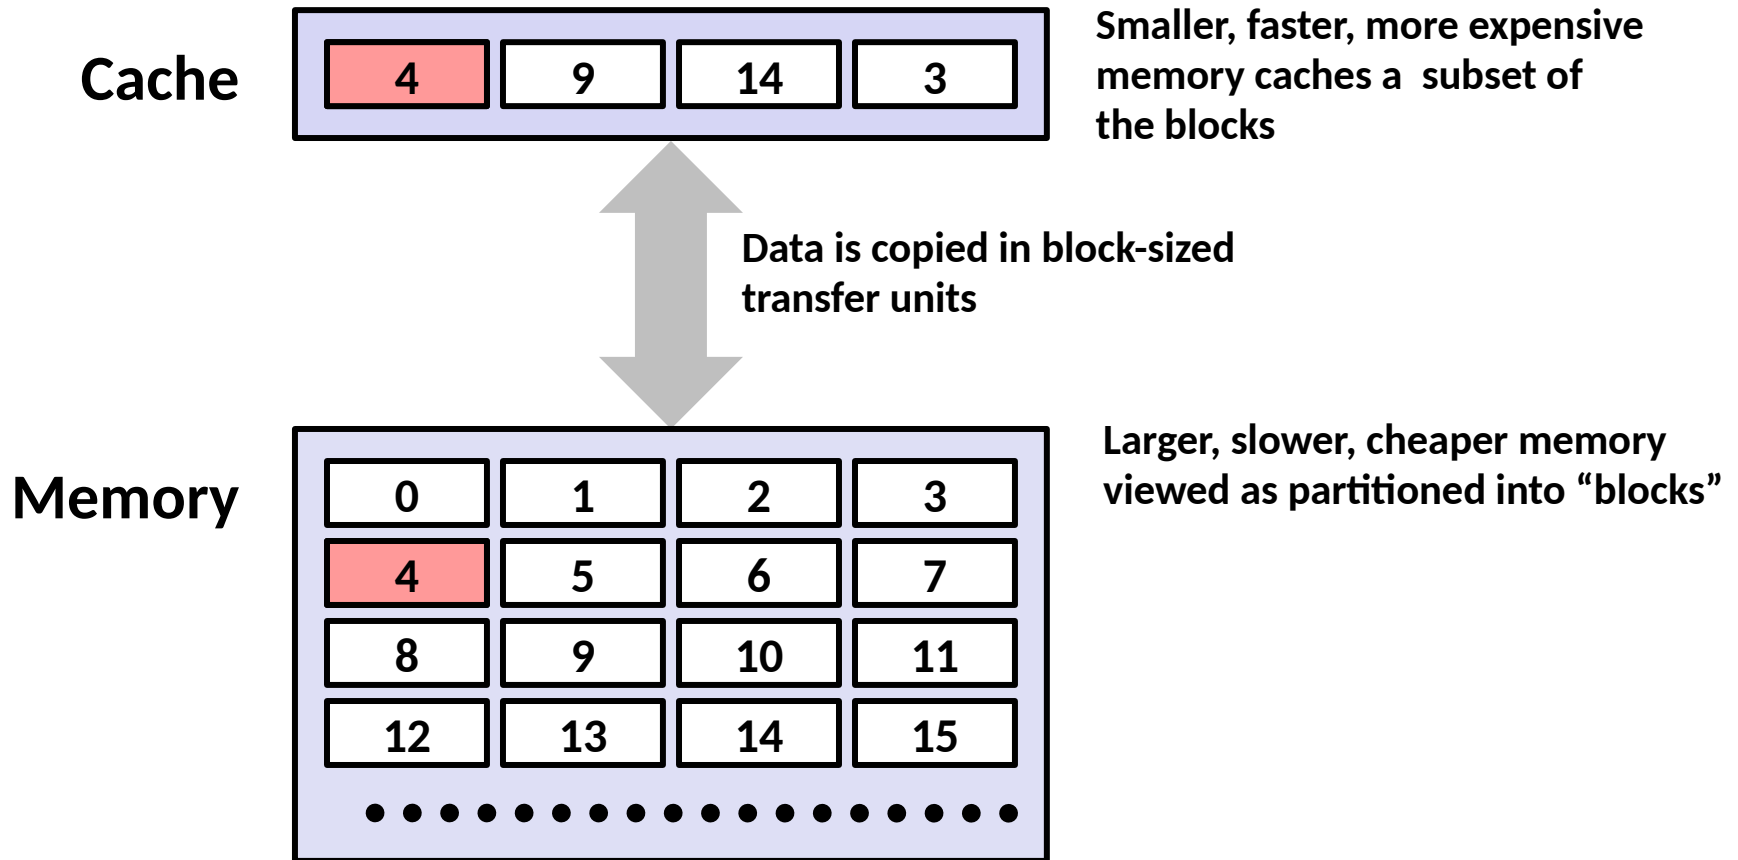 Cache
4 9 14 3
Smaller, faster, more expensive
memory caches a  subset of
the blocks
Data is copied in block-sized
transfer units
Memory
Larger, slower, cheaper memory
viewed as partitioned into “blocks”
0 1 2 3
4 5 6 7
8 9 10 11
12 13 14 15